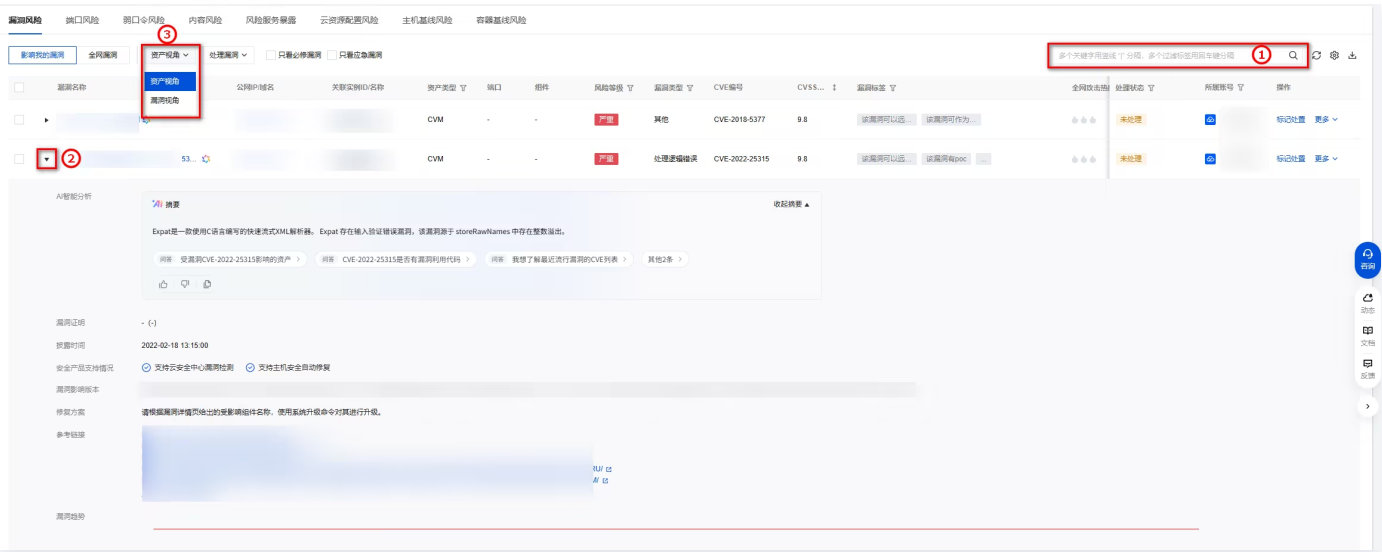 漏洞风险 端口风险 弱口令风险 内容风险 风险服务暴露 云资源配置风险 主机基线风险 容器基线风险
③
影响我的漏洞 全网漏洞 资产视角 处理漏洞 只看必修漏洞 只看应急漏洞 多个关键字用竖线 "|" 分隔，多个过滤标签用回车键分隔 ①
资产视角
漏洞视角
漏洞名称 公网IP/域名 关联实例ID/名称 资产类型 端口 组件 风险等级 漏洞类型 CVE编号 CVSS... 漏洞标签 全网攻击热 处理状态 所属账号 操作
CVM - - 严重 其他 CVE-2018-5377 9.8 该漏洞可以远... 该漏洞可作为... 未处理 标记处置 更多
② 53... CVM - - 严重 处理逻辑错误 CVE-2022-25315 9.8 该漏洞可以远... 该漏洞有poc ... 未处理 标记处置 更多
AI智能分析
Ai 摘要 收起摘要
Expat是一款使用C语言编写的快速流式XML解析器。 Expat 存在输入验证错误漏洞，该漏洞源于 storeRawNames 中存在整数溢出。
问答 受漏洞CVE-2022-25315影响的资产 问答 CVE-2022-25315是否有漏洞利用代码 问答 我想了解最近流行漏洞的CVE列表 其他2条
漏洞证明 - (-)
披露时间 2022-02-18 13:15:00
安全产品支持情况 支持云安全中心漏洞检测 支持主机安全自动修复
漏洞影响版本
修复方案 请根据漏洞详情页给出的受影响组件名称，使用系统升级命令对其进行升级。
参考链接
RU/
M/
漏洞趋势
咨询
动态
文档
反馈